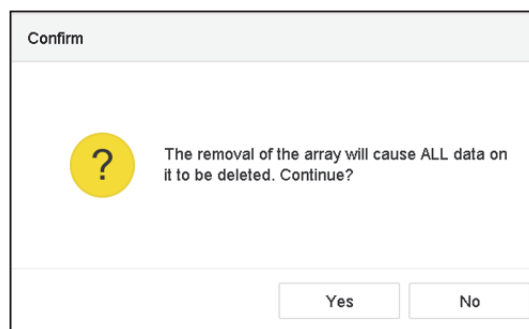 Confirm
?
The removal of the array will cause ALL data on
it to be deleted. Continue?
Yes
No